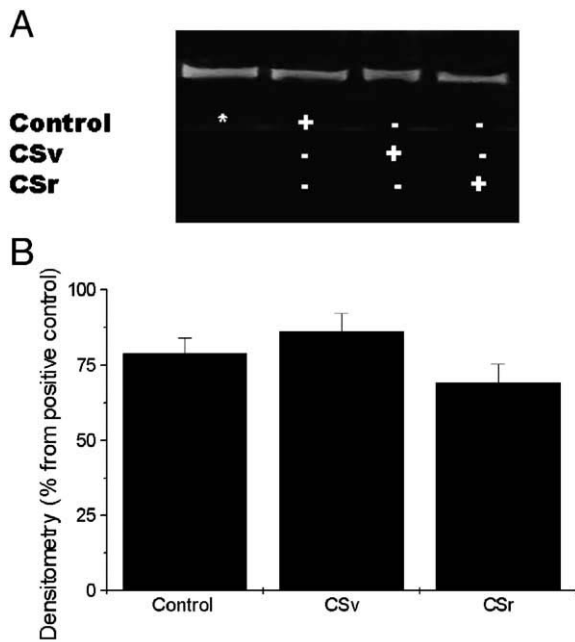 A
Control * + - -
CSv - + -
CSr - - +
B
Densitometry (% from positive control)
100
75
50
25
0
Control CSv CSr